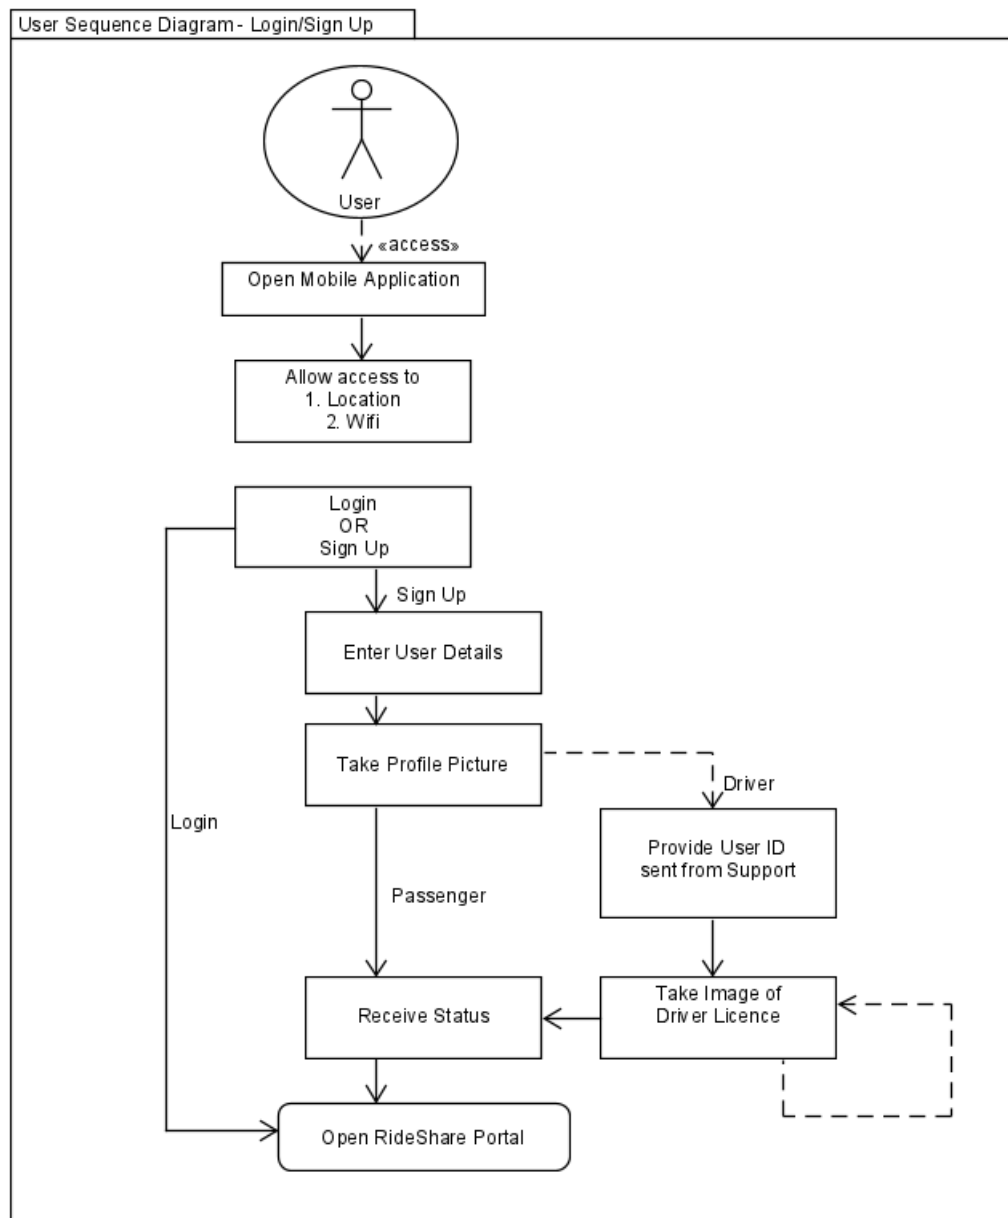 User Sequence Diagram - Login/Sign Up
User
«access»
Open Mobile Application
Allow access to
1. Location
2. Wifi
Login
OR
Sign Up
Sign Up
Enter User Details
Take Profile Picture
Driver
Login
Provide User ID
sent from Support
Passenger
Take Image of
Driver Licence
Receive Status
Open RideShare Portal